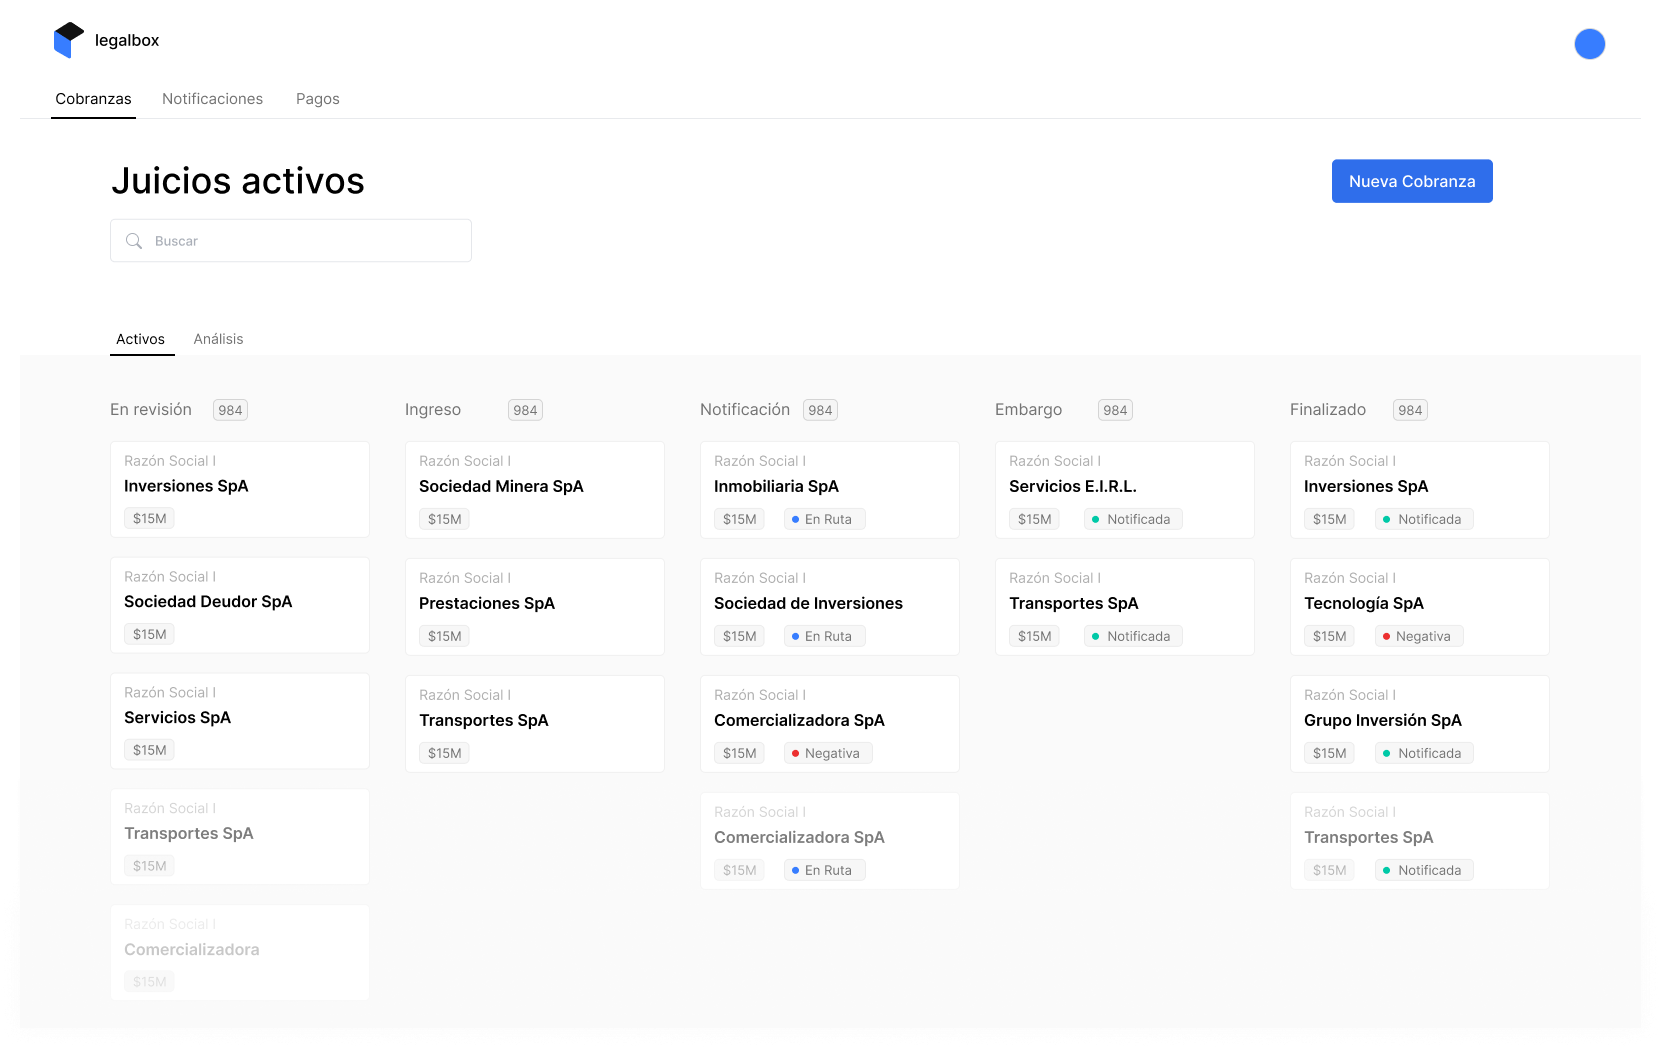 legalbox
Cobranzas Notificaciones Pagos
Juicios activos
Nueva Cobranza
Buscar
Activos Análisis
En revisión 984
Razón Social I
Inversiones SpA
$15M
Razón Social I
Sociedad Deudor SpA
$15M
Razón Social I
Servicios SpA
$15M
Razón Social I
Transportes SpA
$15M
Razón Social I
Comercializadora
$15M
Ingreso 984
Razón Social I
Sociedad Minera SpA
$15M
Razón Social I
Prestaciones SpA
$15M
Razón Social I
Transportes SpA
$15M
Notificación 984
Razón Social I
Inmobiliaria SpA
$15M En Ruta
Razón Social I
Sociedad de Inversiones
$15M En Ruta
Razón Social I
Comercializadora SpA
$15M Negativa
Razón Social I
Comercializadora SpA
$15M En Ruta
Embargo 984
Razón Social I
Servicios E.I.R.L.
$15M Notificada
Razón Social I
Transportes SpA
$15M Notificada
Finalizado 984
Razón Social I
Inversiones SpA
$15M Notificada
Razón Social I
Tecnología SpA
$15M Negativa
Razón Social I
Grupo Inversión SpA
$15M Notificada
Razón Social I
Transportes SpA
$15M Notificada